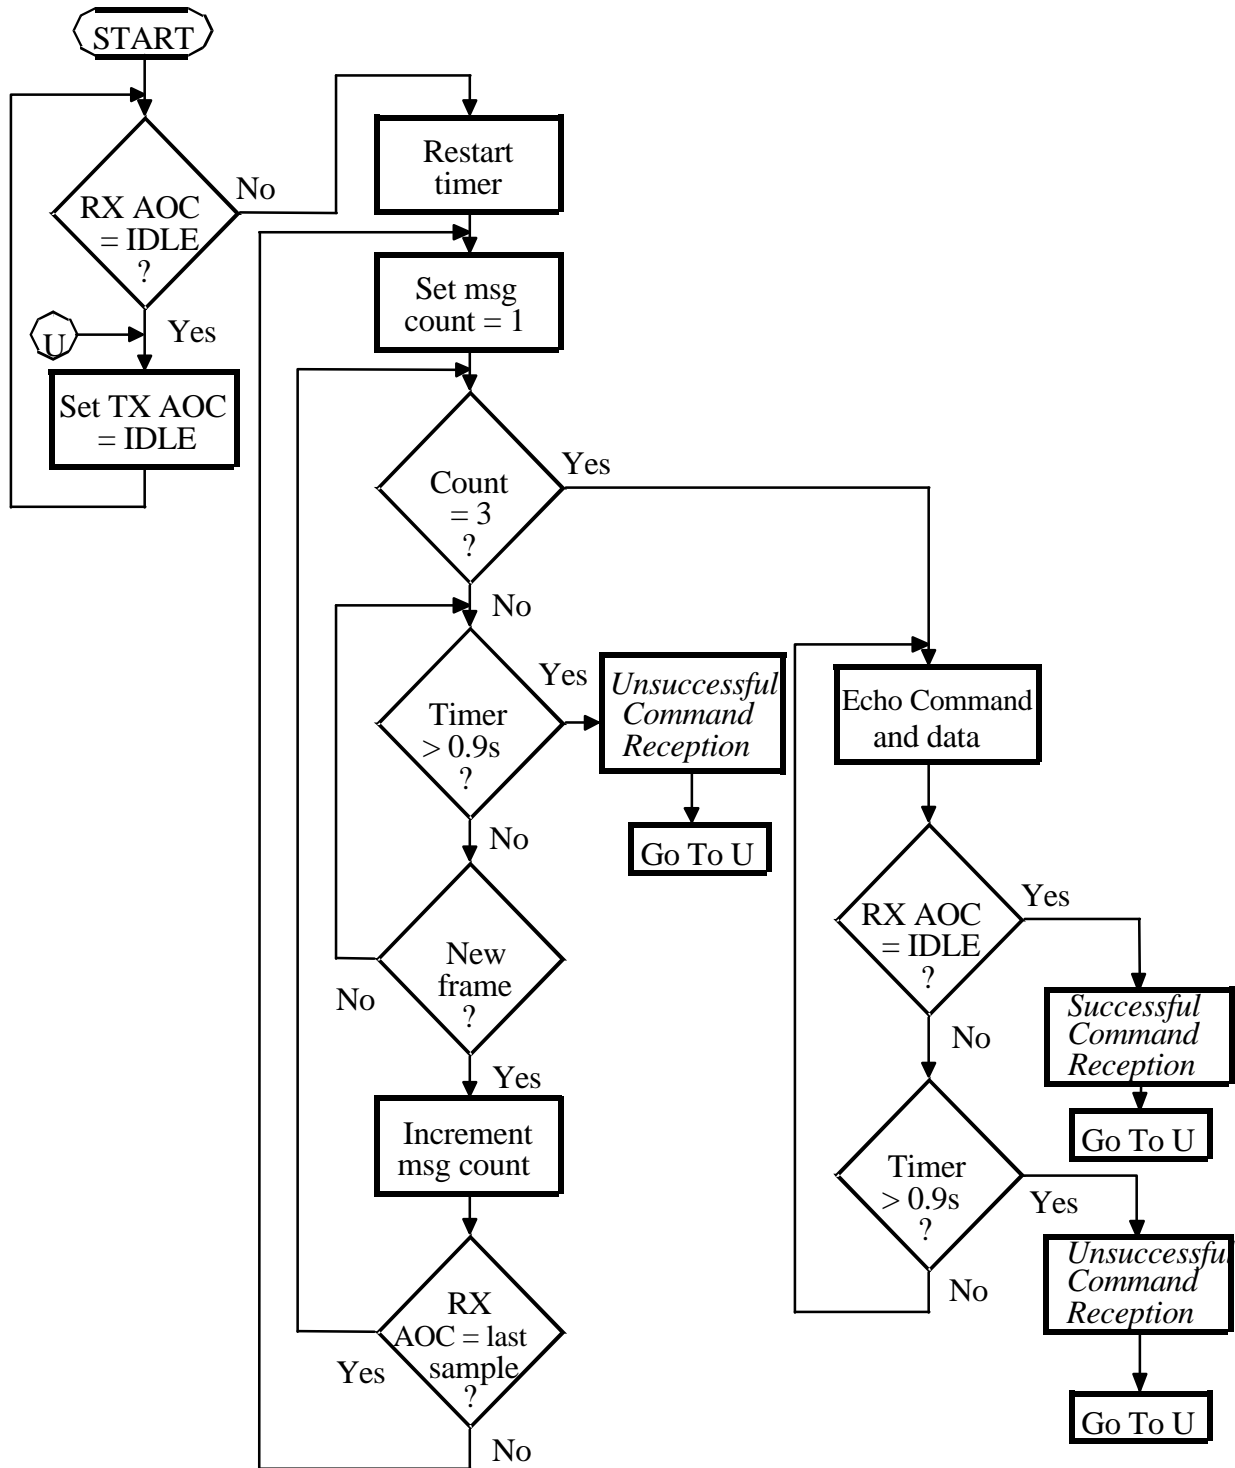 START
RX AOC
= IDLE
?
No
Yes
U
Set TX AOC
= IDLE
Restart
timer
Set msg
count = 1
Count
= 3
?
Yes
No
Timer
> 0.9s
?
Yes
Unsuccessful
Command
Reception
Go To U
No
New
frame
?
No
Yes
Increment
msg count
RX
AOC = last
sample
?
Yes
No
Echo Command
and data
RX AOC
= IDLE
?
Yes
Successful
Command
Reception
Go To U
No
Timer
> 0.9s
?
Yes
Unsuccessful
Command
Reception
Go To U
No